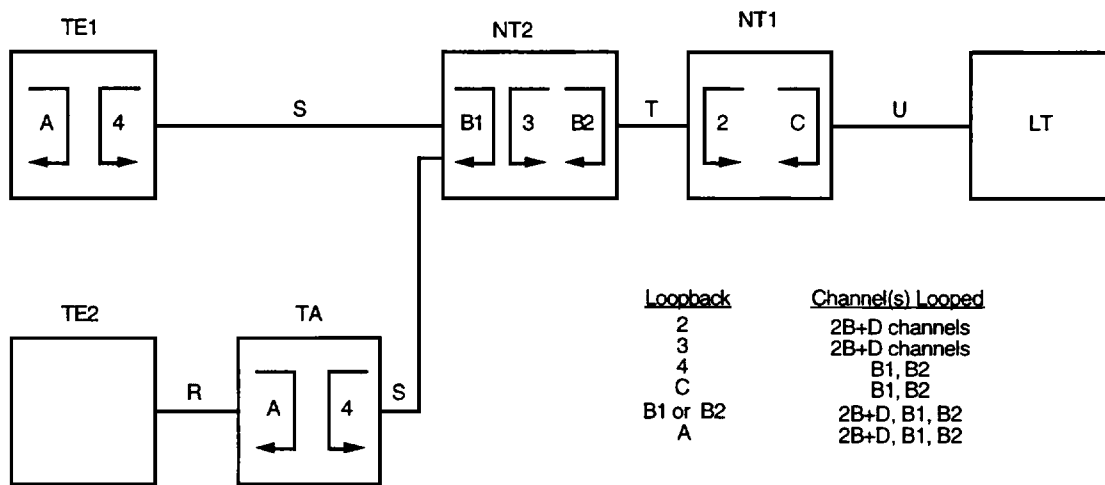 TE1
NT2
NT1
A 4
S
B1 3 B2
T
2 C
U
LT
TE2
TA
R
A 4
S
Loopback Channel(s) Looped
2 2B+D channels
3 2B+D channels
4 B1, B2
C B1, B2
B1 or B2 2B+D, B1, B2
A 2B+D, B1, B2